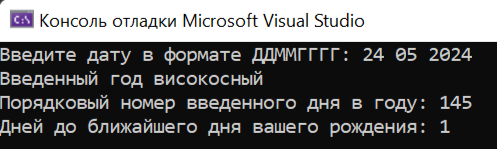 Консоль отладки Microsoft Visual Studio
Введите дату в формате ДДММГГГГ: 24 05 2024
Введенный год високосный
Порядковый номер введенного дня в году: 145
Дней до ближайшего дня вашего рождения: 1